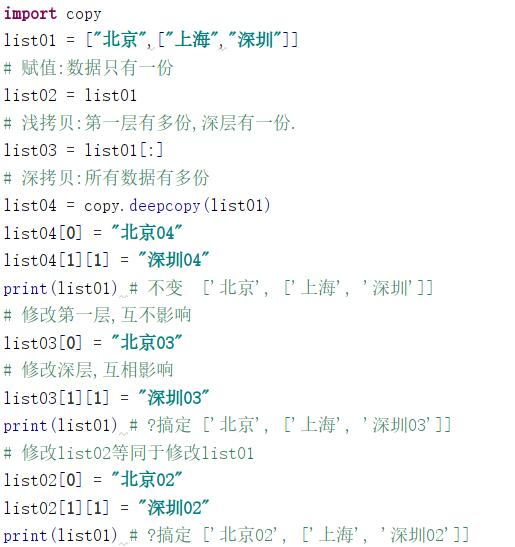 import copy
list01 = ["北京",["上海","深圳"]]
# 赋值:数据只有一份
list02 = list01
# 浅拷贝:第一层有多份,深层有一份.
list03 = list01[:]
# 深拷贝:所有数据有多份
list04 = copy.deepcopy(list01)
list04[0] = "北京04"
list04[1][1] = "深圳04"
print(list01) # 不变  ['北京', ['上海', '深圳']]
# 修改第一层,互不影响
list03[0] = "北京03"
# 修改深层,互相影响
list03[1][1] = "深圳03"
print(list01) # ?搞定 ['北京', ['上海', '深圳03']]
# 修改list02等同于修改list01
list02[0] = "北京02"
list02[1][1] = "深圳02"
print(list01) # ?搞定 ['北京02', ['上海', '深圳02']]